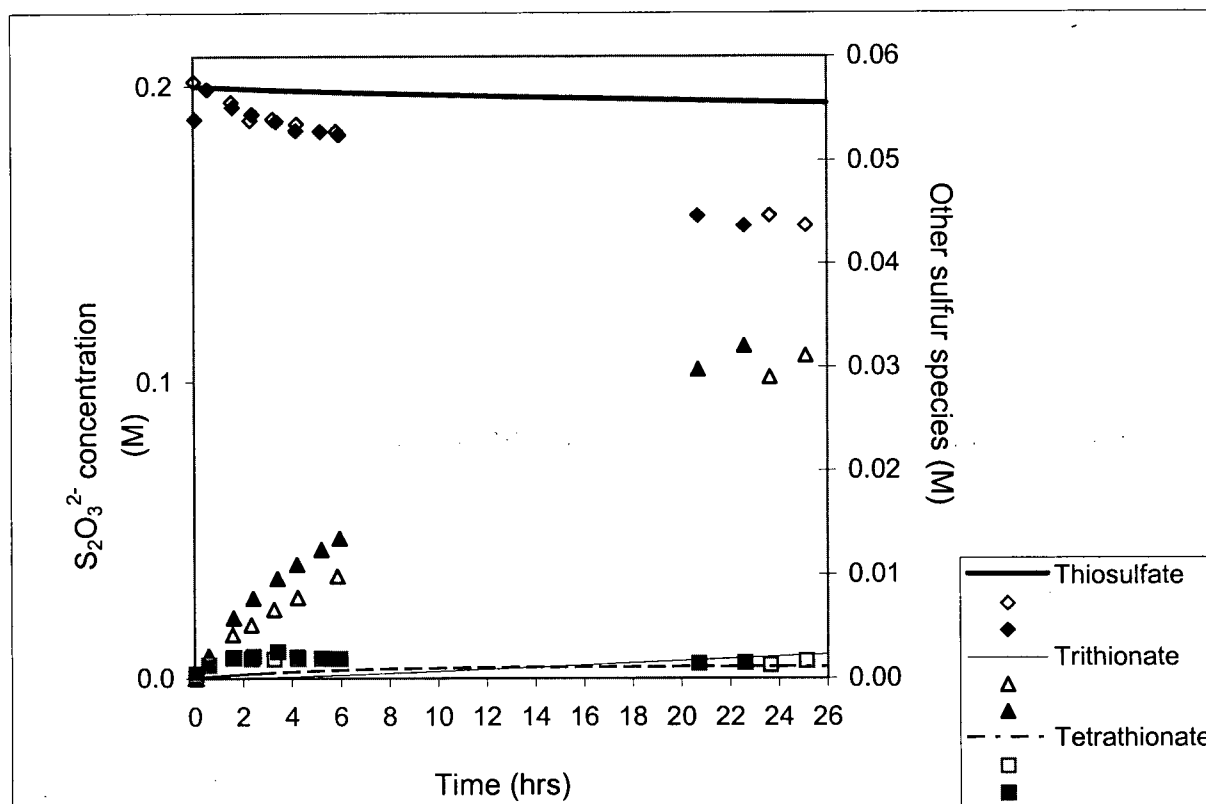 0.2
0.1
0.0
0.06
0.05
0.04
0.03
0.02
0.01
0.00
S₂O₃²⁻ concentration
(M)
Other sulfur species (M)
0 2 4 6 8 10 12 14 16 18 20 22 24 26
Time (hrs)
Thiosulfate
Trithionate
Tetrathionate